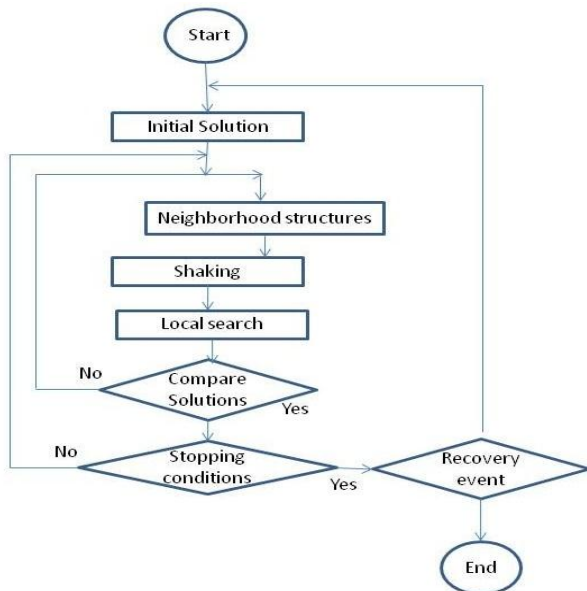 Start
Initial Solution
Neighborhood structures
Shaking
Local search
No
Compare
Solutions
Yes
No
Stopping
conditions
Yes
Recovery
event
End